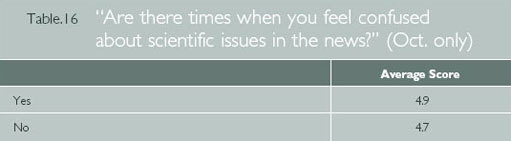 Table.16 “Are there times when you feel confused
about scientific issues in the news?” (Oct. only)
Average Score
Yes 4.9
No 4.7